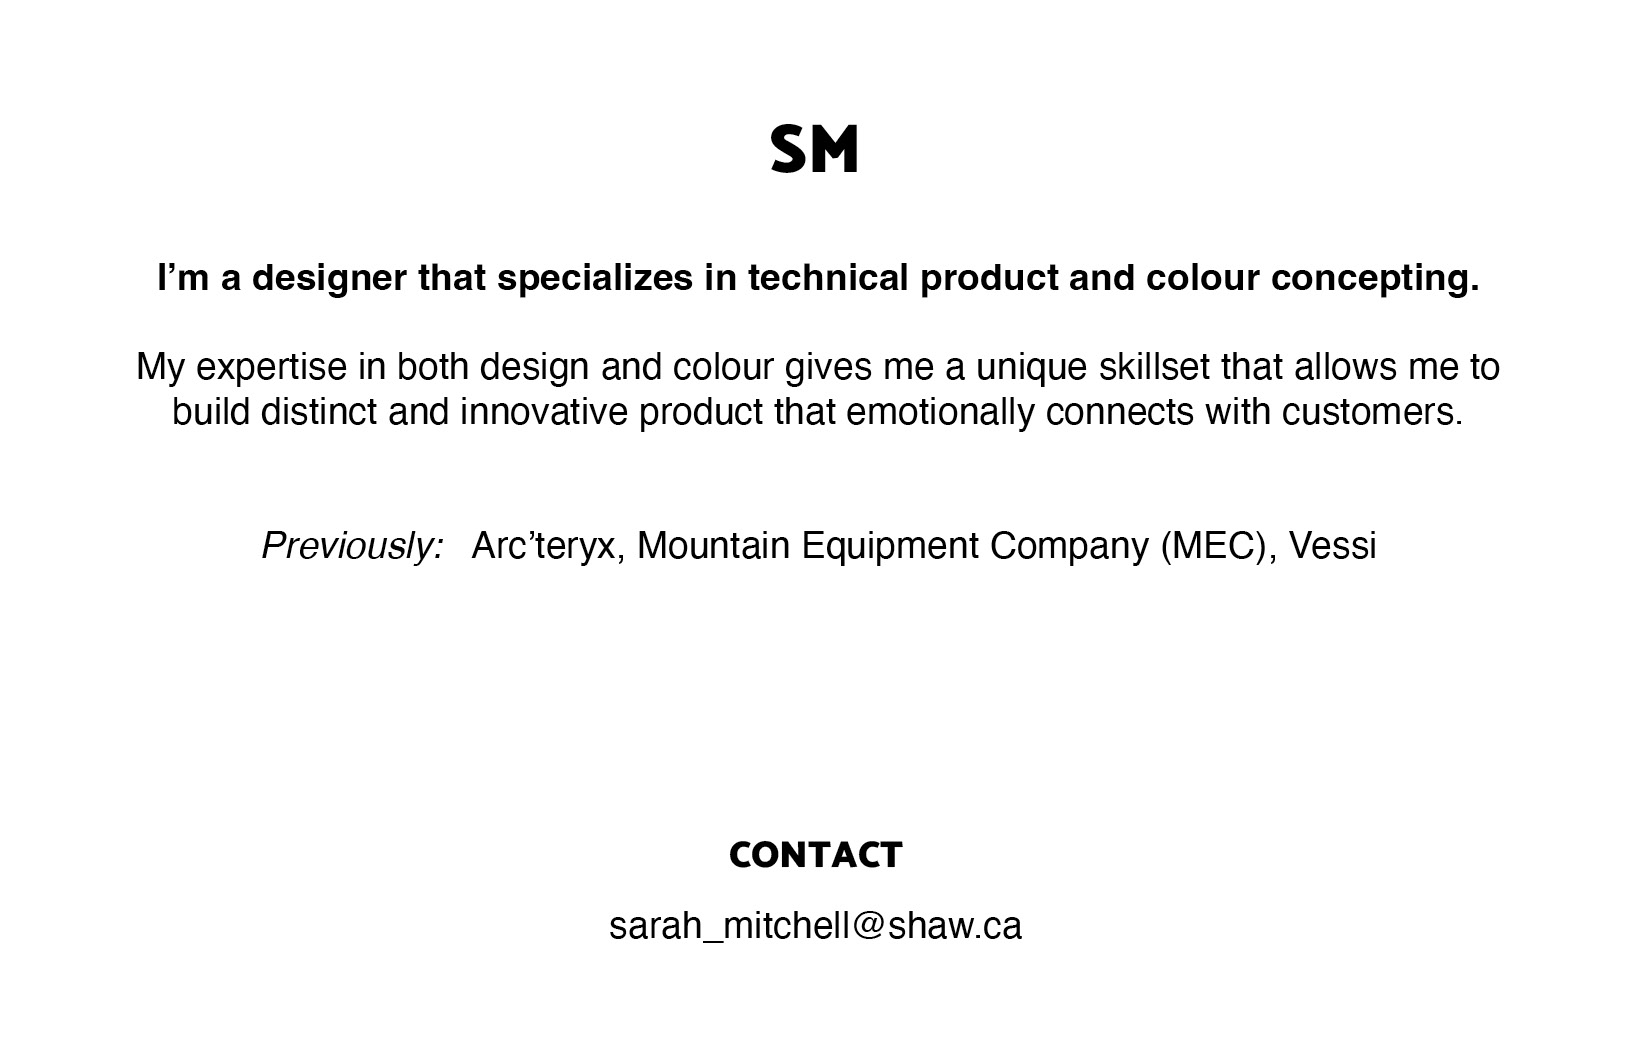 SM
I’m a designer that specializes in technical product and colour concepting.
My expertise in both design and colour gives me a unique skillset that allows me to
build distinct and innovative product that emotionally connects with customers.
Previously: Arc’teryx, Mountain Equipment Company (MEC), Vessi
CONTACT
sarah_mitchell@shaw.ca